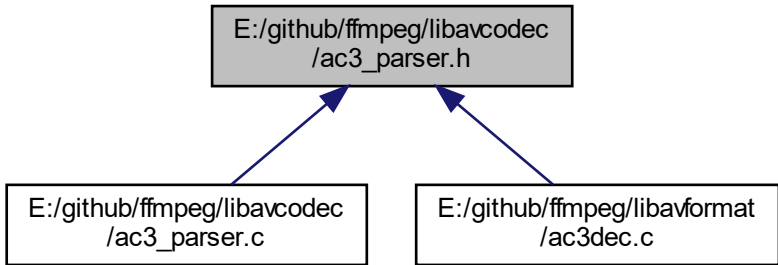 E:/github/ffmpeg/libavcodec
/ac3_parser.h
E:/github/ffmpeg/libavcodec
/ac3_parser.c
E:/github/ffmpeg/libavformat
/ac3dec.c